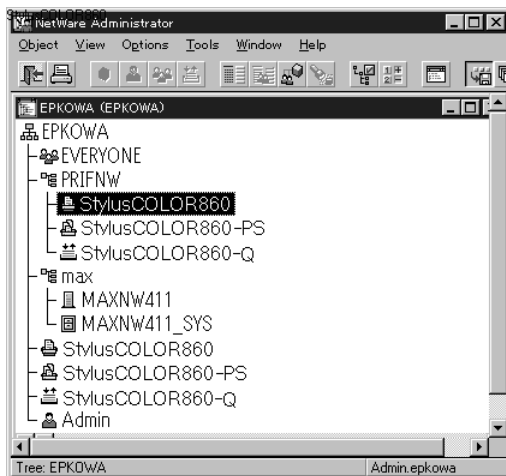 StylusCOLOR860
NetWare Administrator
Object View Options Tools Window Help
EPKOWA (EPKOWA)
EPKOWA
EVERYONE
PRIFNW
StylusCOLOR860
StylusCOLOR860-PS
StylusCOLOR860-Q
max
MAXNW411
MAXNW411_SYS
StylusCOLOR860
StylusCOLOR860-PS
StylusCOLOR860-Q
Admin
Tree: EPKOWA Admin.epkowa